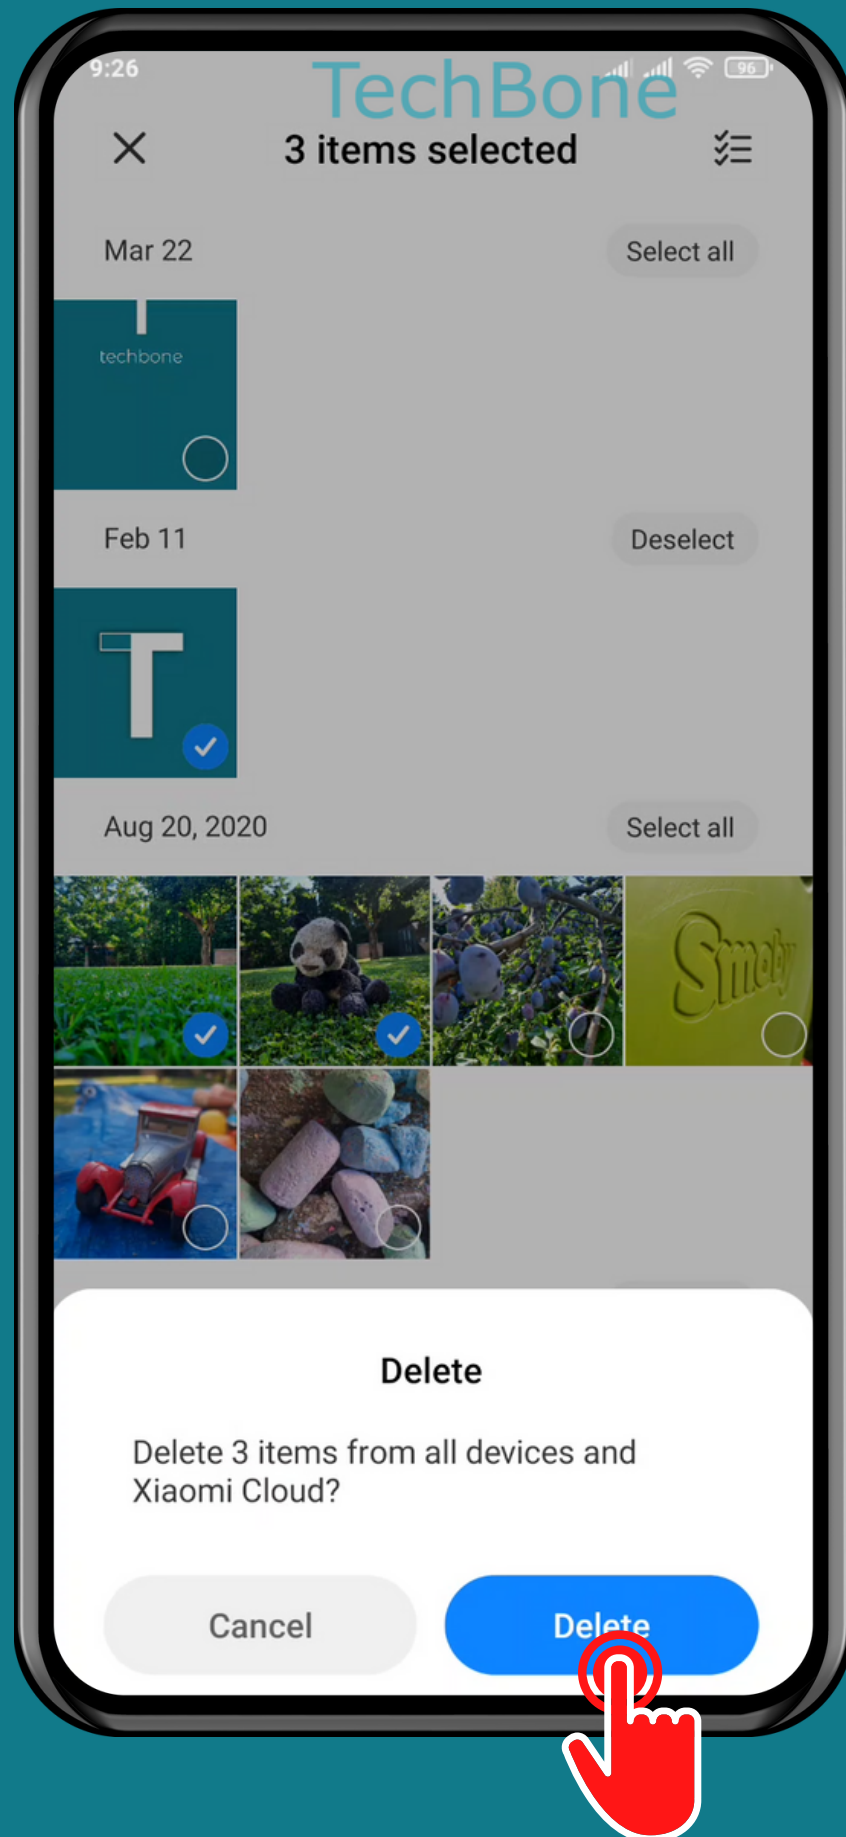 9:26
TechBone
96
3 items selected
Mar 22
Select all
techbone
Feb 11
Deselect
T
Aug 20, 2020
Select all
Smoby
Delete
Delete 3 items from all devices and
Xiaomi Cloud?
Cancel
Delete